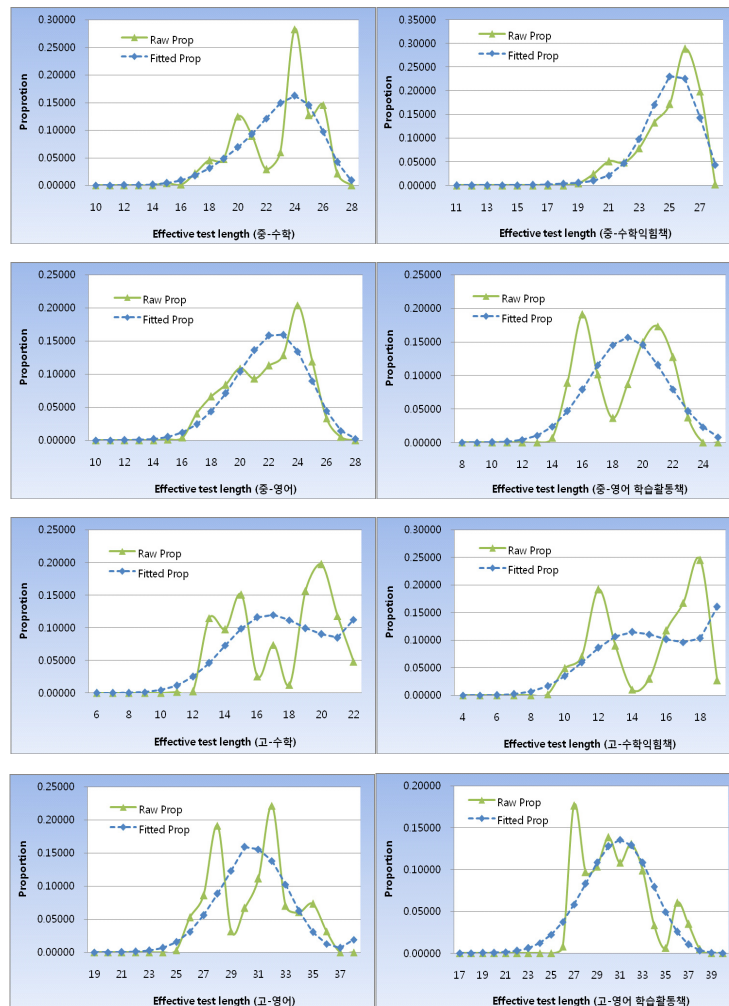 0.30000
0.25000
0.20000
0.15000
0.10000
0.05000
0.00000
Proportion
Raw Prop
Fitted Prop
10 12 14 16 18 20 22 24 26 28
Effective test length (중-수학)
0.35000
0.30000
0.25000
0.20000
0.15000
0.10000
0.05000
0.00000
Proportion
Raw Prop
Fitted Prop
11 13 15 17 19 21 23 25 27
Effective test length (중-수학익힘책)
0.25000
0.20000
0.15000
0.10000
0.05000
0.00000
Proportion
Raw Prop
Fitted Prop
10 12 14 16 18 20 22 24 26 28
Effective test length (중-영어)
0.25000
0.20000
0.15000
0.10000
0.05000
0.00000
Proportion
Raw Prop
Fitted Prop
8 10 12 14 16 18 20 22 24
Effective test length (중-영어 학습활동책)
0.25000
0.20000
0.15000
0.10000
0.05000
0.00000
Proportion
Raw Prop
Fitted Prop
6 8 10 12 14 16 18 20 22
Effective test length (고-수학)
0.30000
0.25000
0.20000
0.15000
0.10000
0.05000
0.00000
Proportion
Raw Prop
Fitted Prop
4 6 8 10 12 14 16 18
Effective test length (고-수학익힘책)
0.25000
0.20000
0.15000
0.10000
0.05000
0.00000
Proportion
Raw Prop
Fitted Prop
19 21 23 25 27 29 31 33 35 37
Effective test length (고-영어)
0.20000
0.15000
0.10000
0.05000
0.00000
Proportion
Raw Prop
Fitted Prop
17 19 21 23 25 27 29 31 33 35 37 39
Effective test length (고-영어 학습활동책)